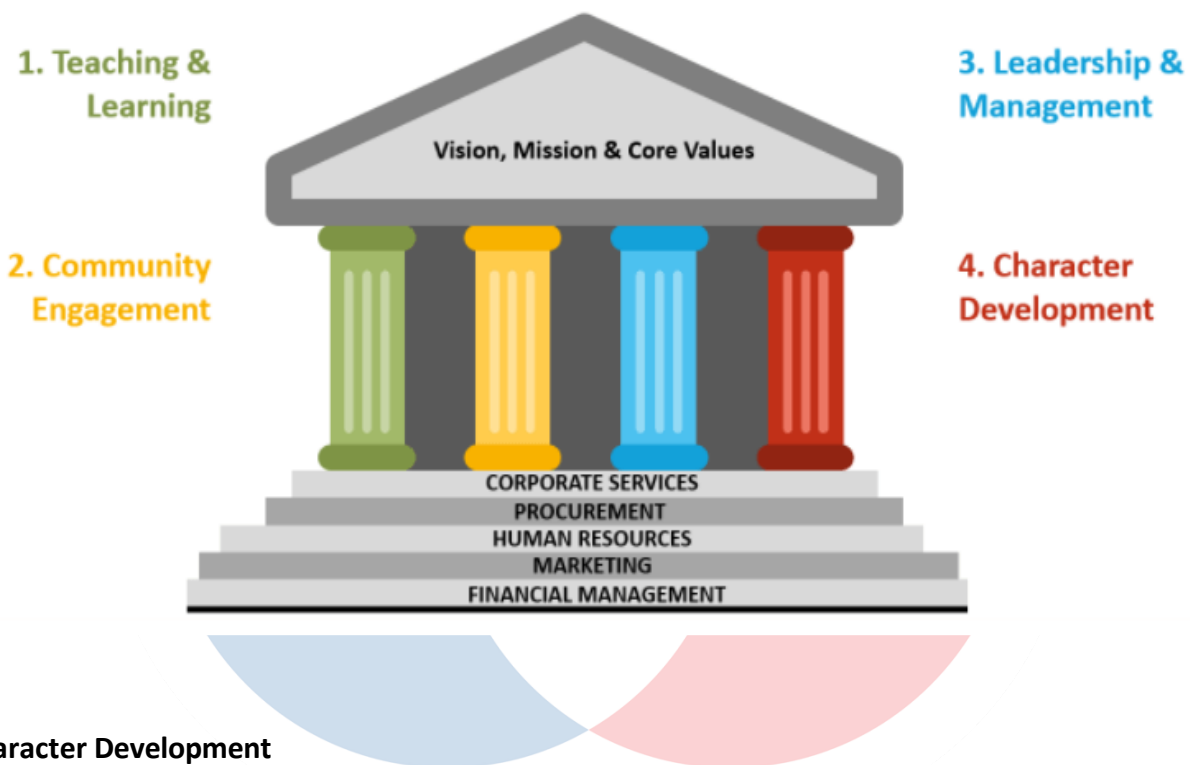 1. Teaching &
Learning
2. Community
Engagement
3. Leadership &
Management
4. Character
Development
Vision, Mission & Core Values
CORPORATE SERVICES
PROCUREMENT
HUMAN RESOURCES
MARKETING
FINANCIAL MANAGEMENT
aracter Development